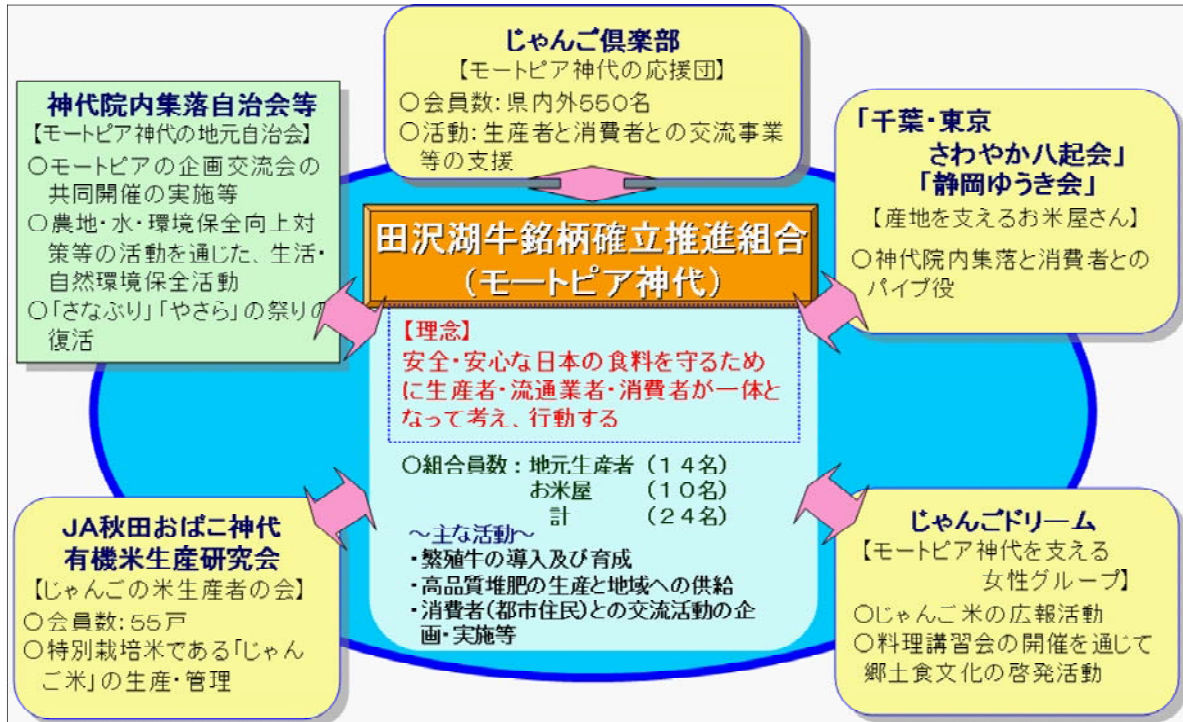 じゃんご倶楽部
【モートピア神代の応援団】
○会員数：県内外550名
○活動：生産者と消費者との交流事業
等の支援
神代院内集落自治会等
【モートピア神代の地元自治会】
○モートピアの企画交流会の
共同開催の実施等
○農地・水・環境保全向上対
策等の活動を通じた、生活・
自然環境保全活動
○「さなぶり」「やさら」の祭りの
復活
「千葉・東京
さわやか八起会」
「静岡ゆうき会」
【産地を支えるお米屋さん】
○神代院内集落と消費者との
パイプ役
田沢湖牛銘柄確立推進組合
（モートピア神代）
【理念】
安全・安心な日本の食料を守るため
に生産者・流通業者・消費者が一体と
なって考え、行動する
○組合員数：地元生産者（１４名）
お米屋　（１０名）
計　（２４名）
～主な活動～
・繁殖牛の導入及び育成
・高品質堆肥の生産と地域への供給
・消費者（都市住民）との交流活動の企
画・実施等
JA秋田おばこ神代
有機米生産研究会
【じゃんごの米生産者の会】
○会員数：55戸
○特別栽培米である「じゃん
ご米」の生産・管理
じゃんごドリーム
【モートピア神代を支える
女性グループ】
○じゃんご米の広報活動
○料理講習会の開催を通じて
郷土食文化の啓発活動